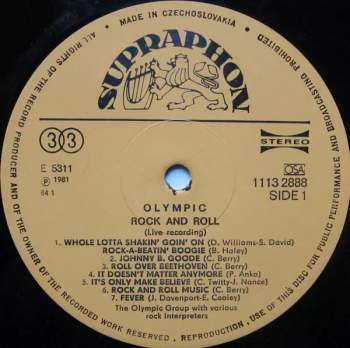 MADE IN CZECHOSLOVAKIA
ALL RIGHTS OF THE RECORD PRODUCER AND OF THE OWNER OF THE RECORDED WORK RESERVED . REPRODUCTION OR USE OF THIS DISC FOR PUBLIC PERFORMANCE AND BROADCASTING PROHIBITED
SUPRAPHON
33
STEREO
E 5311
℗ 1981
64 1
OSA
1113 2888
SIDE 1
OLYMPIC
ROCK AND ROLL
(Live recording)
1. WHOLE LOTTA SHAKIN' GOIN' ON (D. Williams-S. David)
ROCK-A-BEATIN' BOOGIE (B. Haley)
2. JOHNNY B. GOODE (C. Berry)
3. ROLL OVER BEETHOVEN (C. Berry)
4. IT DOESN'T MATTER ANYMORE (P. Anka)
5. IT'S ONLY MAKE BELIEVE (C. Twitty-J. Nance)
6. ROCK AND ROLL MUSIC (C. Berry)
7. FEVER (J. Davenport-E. Cooley)
The Olympic Group with various
rock interpreters